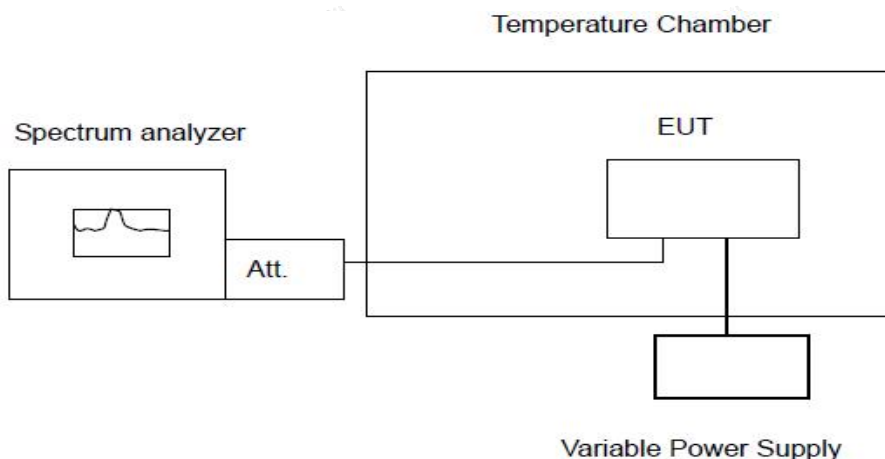 Temperature Chamber
Spectrum analyzer
EUT
Att.
Variable Power Supply